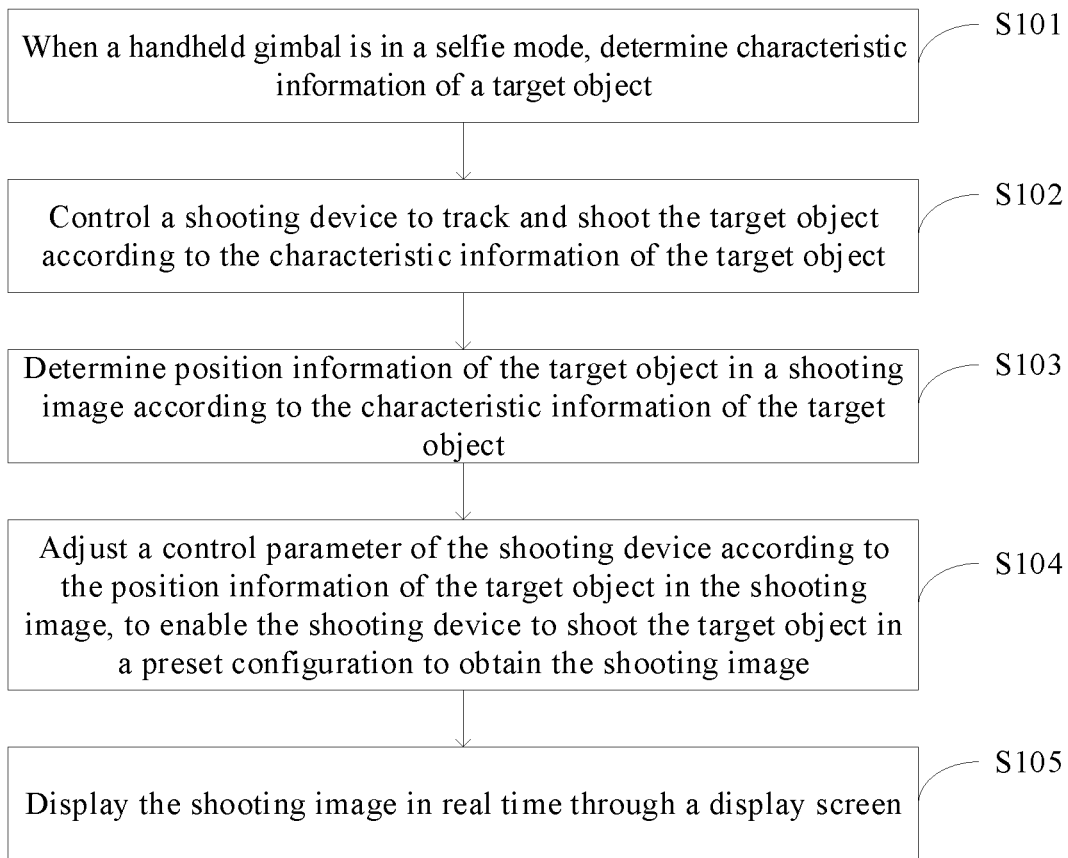 When a handheld gimbal is in a selfie mode, determine characteristic
information of a target object
S101
Control a shooting device to track and shoot the target object
according to the characteristic information of the target object
S102
Determine position information of the target object in a shooting
image according to the characteristic information of the target
object
S103
Adjust a control parameter of the shooting device according to
the position information of the target object in the shooting
image, to enable the shooting device to shoot the target object in
a preset configuration to obtain the shooting image
S104
Display the shooting image in real time through a display screen
S105